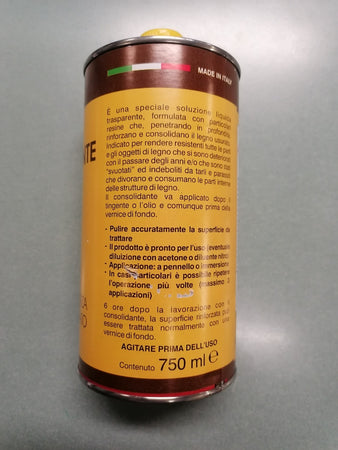 MADE IN ITALY
È una speciale soluzione liquida
trasparente, formulata con particolari
resine che, penetrando in profondità,
rinforzano e consolidano il legno usurato.
Indicato per rendere resistenti tutte le parti
e gli oggetti di legno che si sono deteriorati
con il passare degli anni e/o che sono stati
"svuotati" ed indeboliti da tarli e parassiti
che divorano e consumano le parti interne
delle strutture di legno.
Il consolidante va applicato dopo il
tingente o l'olio e comunque prima della
vernice di fondo.
- Pulire accuratamente la superficie da
trattare
- Il prodotto è pronto per l'uso (eventuale
diluizione con acetone o diluente nitro)
- Applicazione: a pennello o immersione
- In casi particolari è possibile ripetere
l'operazione più volte (massimo
applicazioni)
6 ore dopo la lavorazione con il
consolidante, la superficie rinforzata può
essere trattata normalmente con una
vernice di fondo.
AGITARE PRIMA DELL'USO
Contenuto 750 ml e